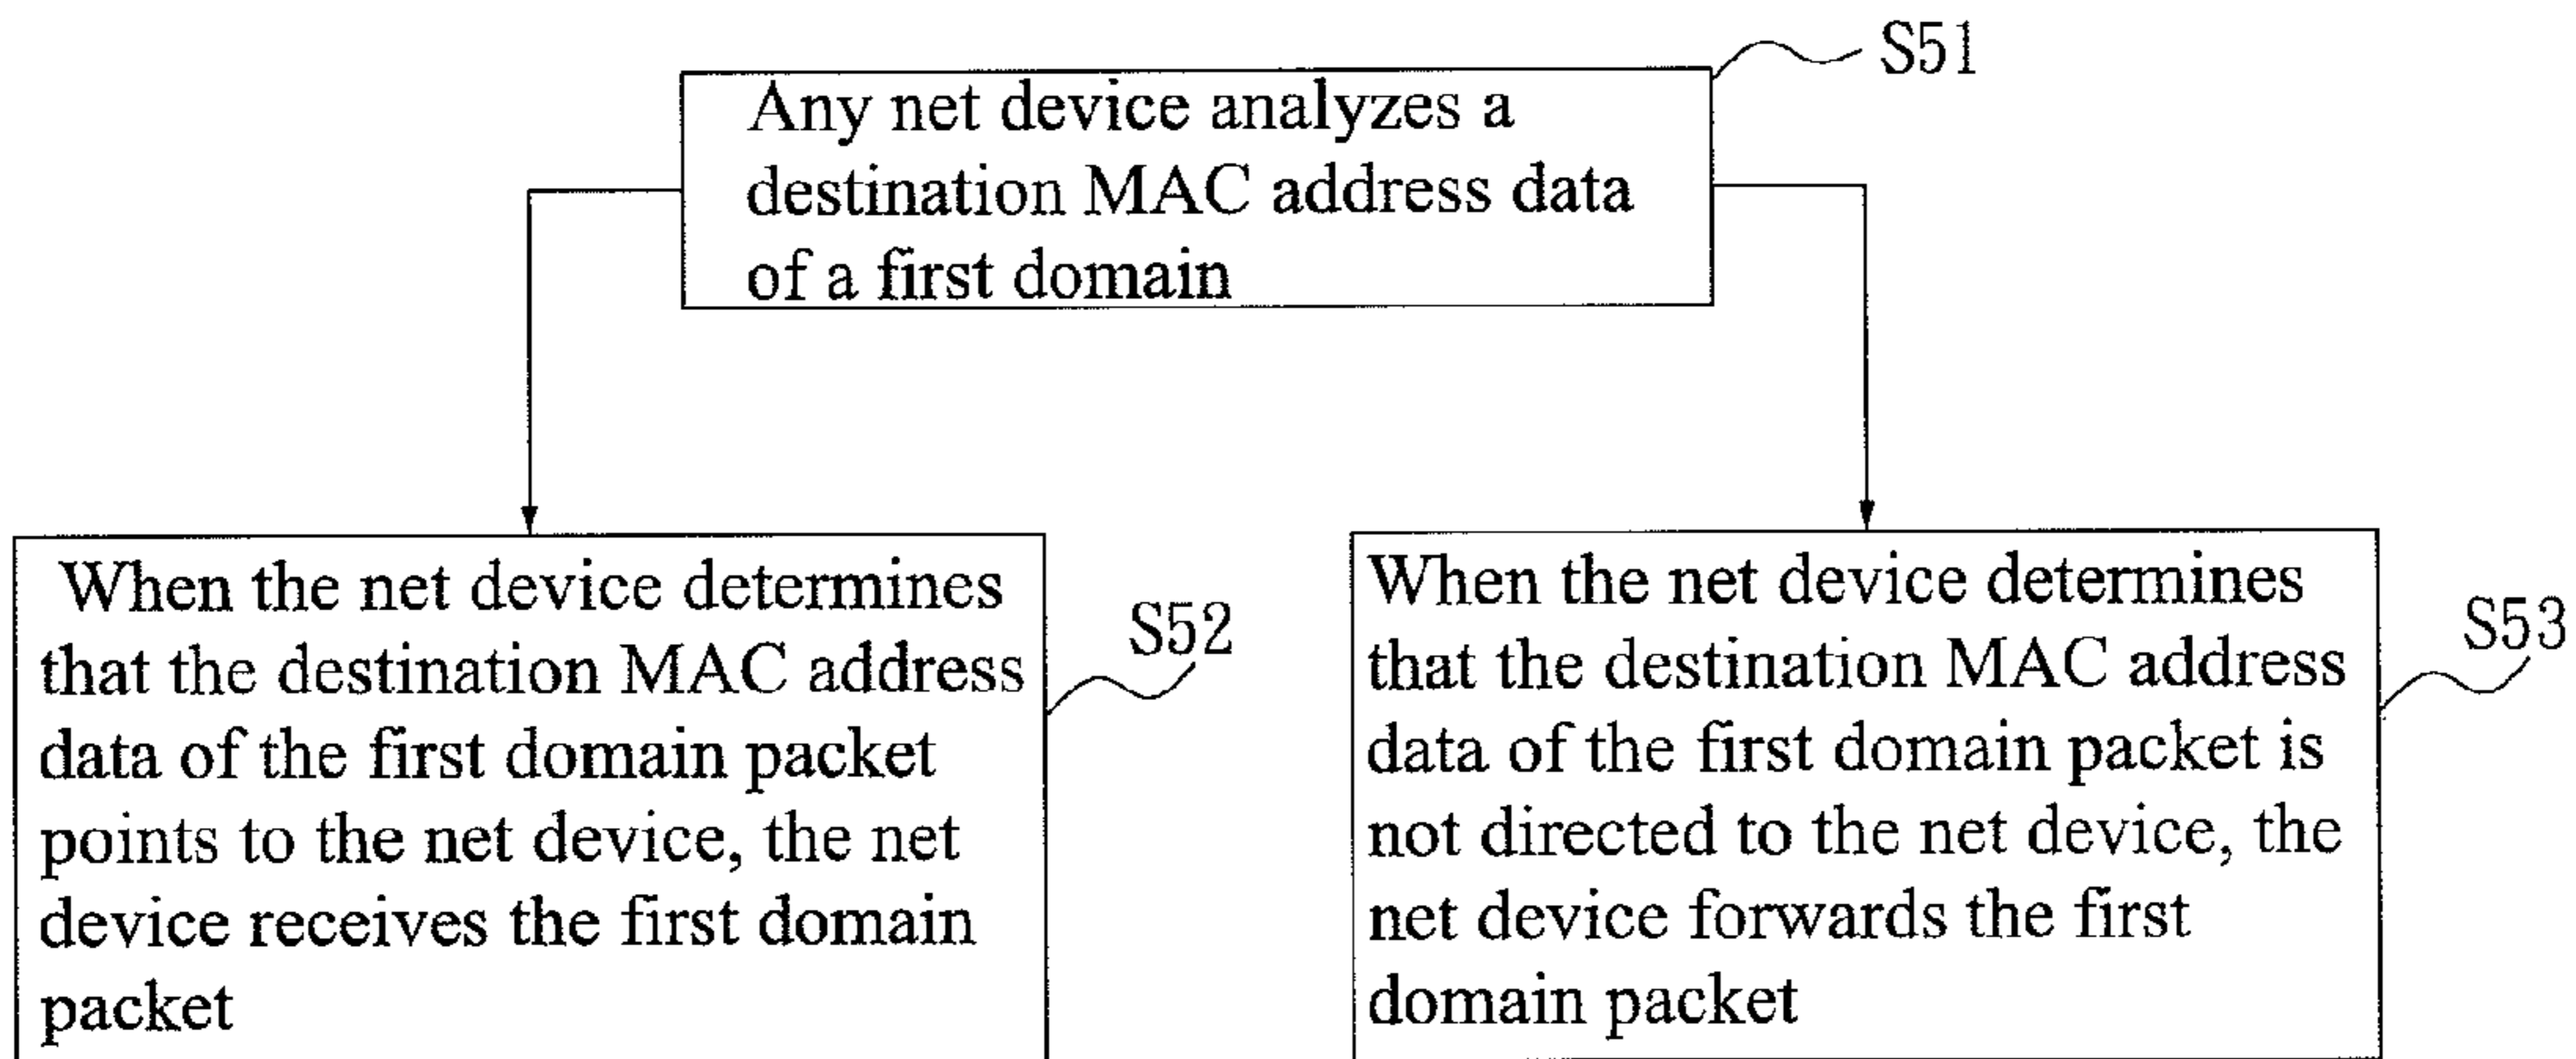 S51
Any net device analyzes a
destination MAC address data
of a first domain
When the net device determines
that the destination MAC address
data of the first domain packet
points to the net device, the net
device receives the first domain
packet
S52
When the net device determines
that the destination MAC address
data of the first domain packet is
not directed to the net device, the
net device forwards the first
domain packet
S53